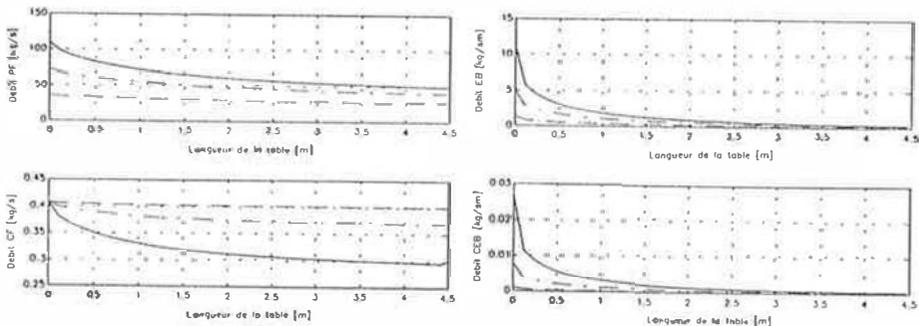 Debit PF [kg/s]
150
100
50
0
0 0.5 1 1.5 2 2.5 3 3.5 4 4.5
Longueur de la table [m]
Debit EB [kg/sm]
15
10
5
0
0 0.5 1 1.5 2 2.5 3 3.5 4 4.5
Longueur de la table [m]
Debit CF [kg/s]
0.45
0.4
0.35
0.3
0.25
0 0.5 1 1.5 2 2.5 3 3.5 4 4.5
Longueur de la table [m]
Debit CEB [kg/sm]
0.03
0.02
0.01
0
0 0.5 1 1.5 2 2.5 3 3.5 4 4.5
Longueur de la table [m]